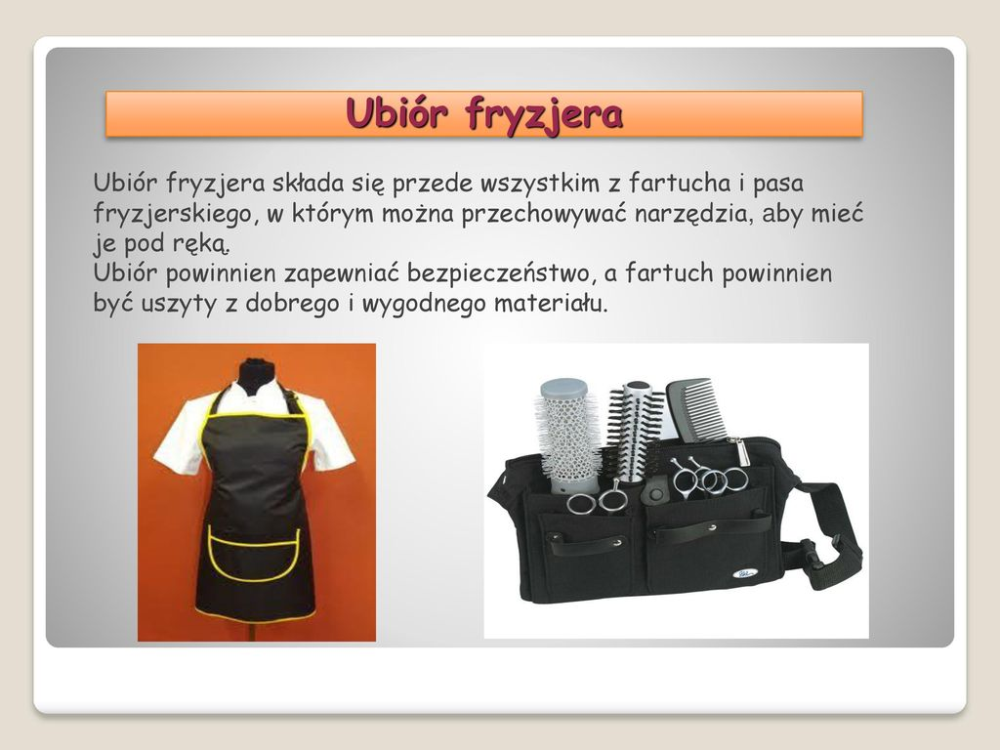 Ubiór fryzjera
Ubiór fryzjera składa się przede wszystkim z fartucha i pasa
fryzjerskiego, w którym można przechowywać narzędzia, aby mieć
je pod ręką.
Ubiór powinnien zapewniać bezpieczeństwo, a fartuch powinnien
być uszyty z dobrego i wygodnego materiału.